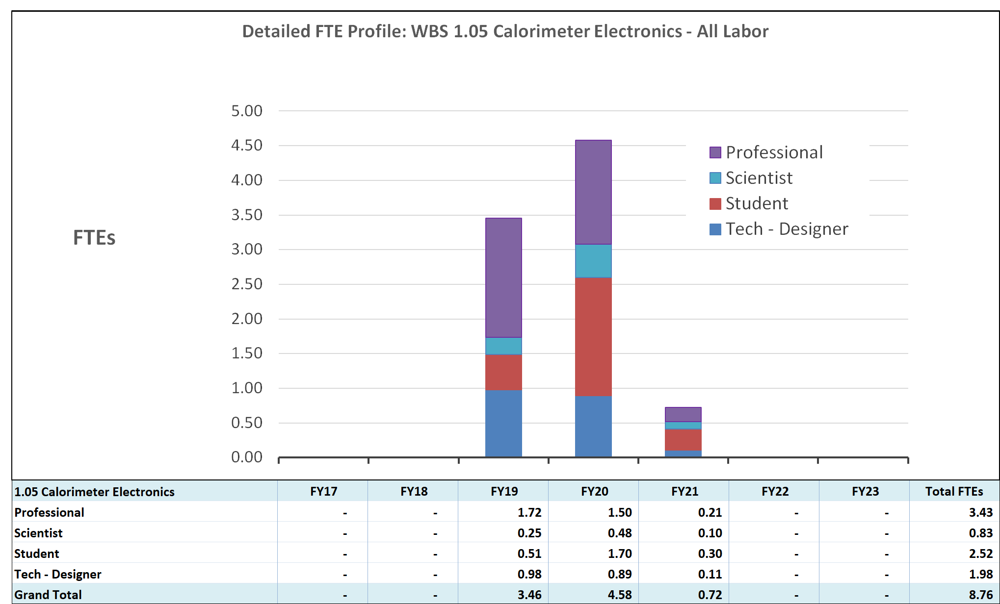 Detailed FTE Profile: WBS 1.05 Calorimeter Electronics - All Labor
5.00
4.50
4.00
3.50
3.00
2.50
2.00
1.50
1.00
0.50
0.00
FTEs
Professional
Scientist
Student
Tech - Designer
1.05 Calorimeter Electronics FY17 FY18 FY19 FY20 FY21 FY22 FY23 Total FTEs
Professional - - 1.72 1.50 0.21 - - 3.43
Scientist - - 0.25 0.48 0.10 - - 0.83
Student - - 0.51 1.70 0.30 - - 2.52
Tech - Designer - - 0.98 0.89 0.11 - - 1.98
Grand Total - - 3.46 4.58 0.72 - - 8.76